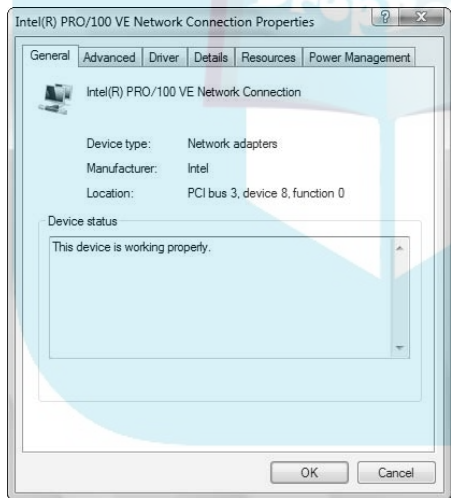 Intel(R) PRO/100 VE Network Connection Properties
General Advanced Driver Details Resources Power Management
Intel(R) PRO/100 VE Network Connection
Device type: Network adapters
Manufacturer: Intel
Location: PCI bus 3, device 8, function 0
Device status
This device is working properly.
OK Cancel